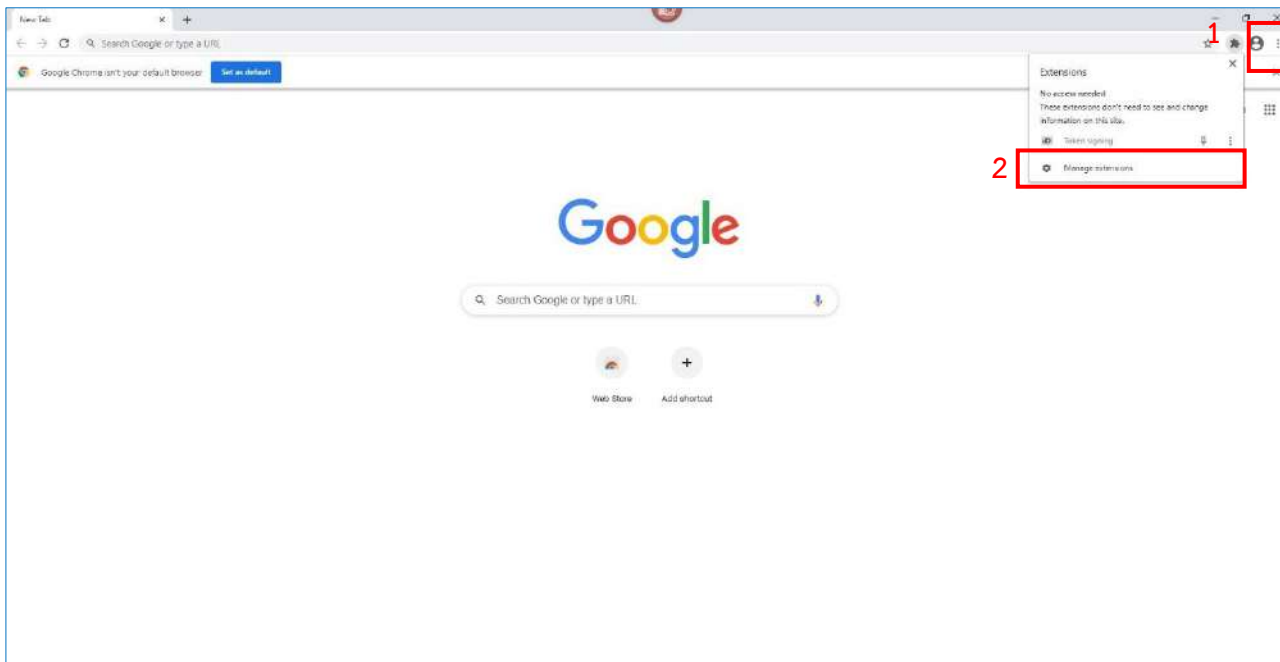 New Tab
Search Google or type a URL
1
Google Chrome isn't your default browser Set as default
Extensions
No access needed
These extensions don't need to see and change
information on this site.
Token signing
2
Manage extensions
Google
Search Google or type a URL
Web Store Add shortcut